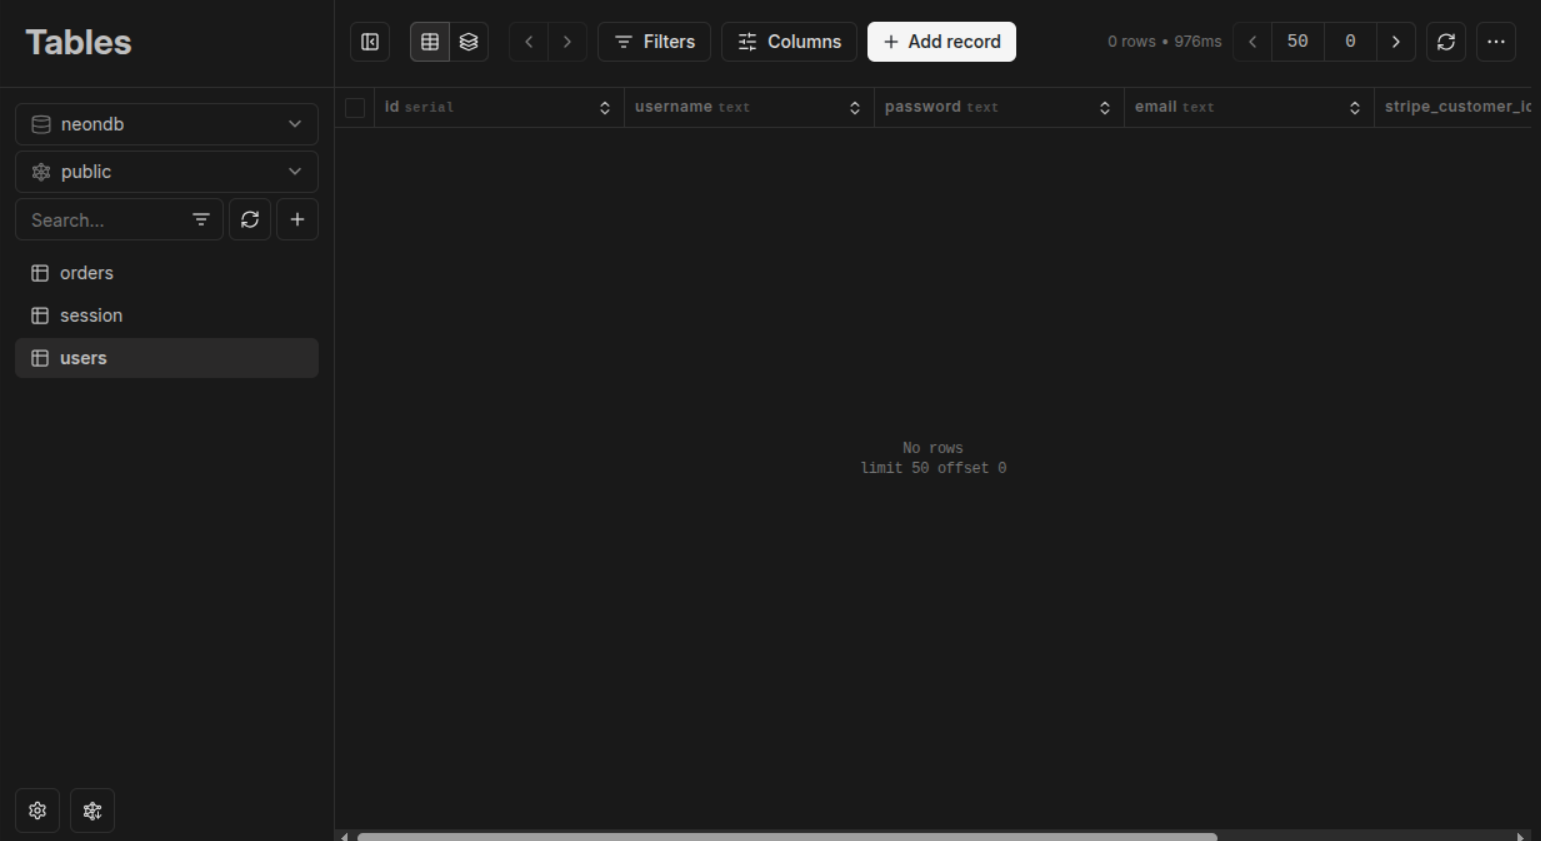 Tables
neondb
public
Search...
orders
session
users
Filters
Columns
Add record
0 rows • 976ms
50
0
id serial
username text
password text
email text
stripe_customer_id
No rows
limit 50 offset 0